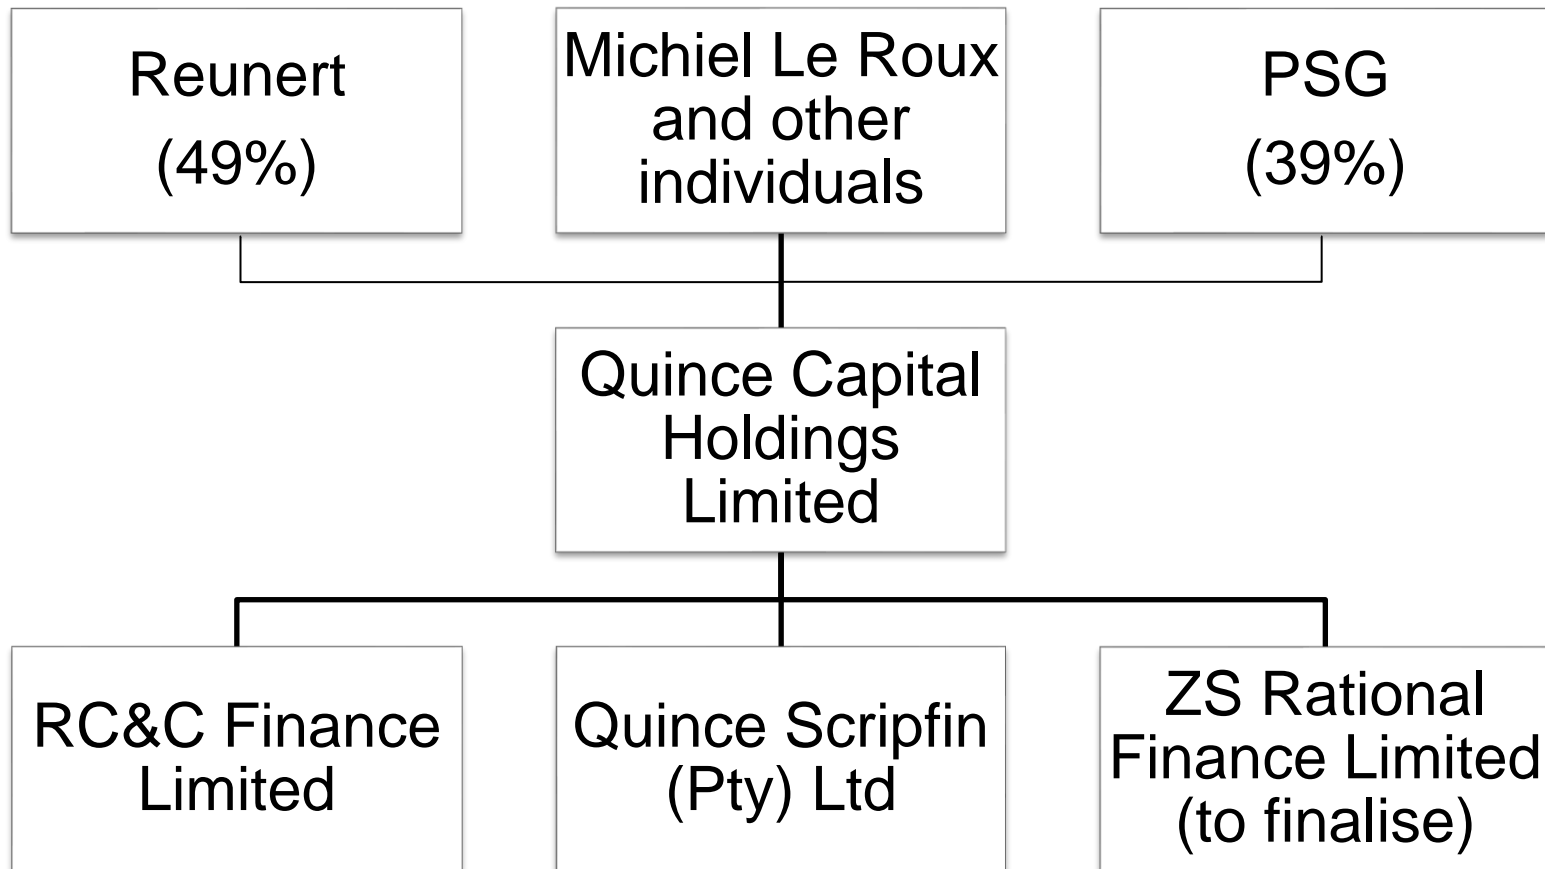 Reunert
(49%)
Michiel Le Roux
and other
individuals
PSG
(39%)
Quince Capital
Holdings
Limited
RC&C Finance
Limited
Quince Scripfin
(Pty) Ltd
ZS Rational
Finance Limited
(to finalise)